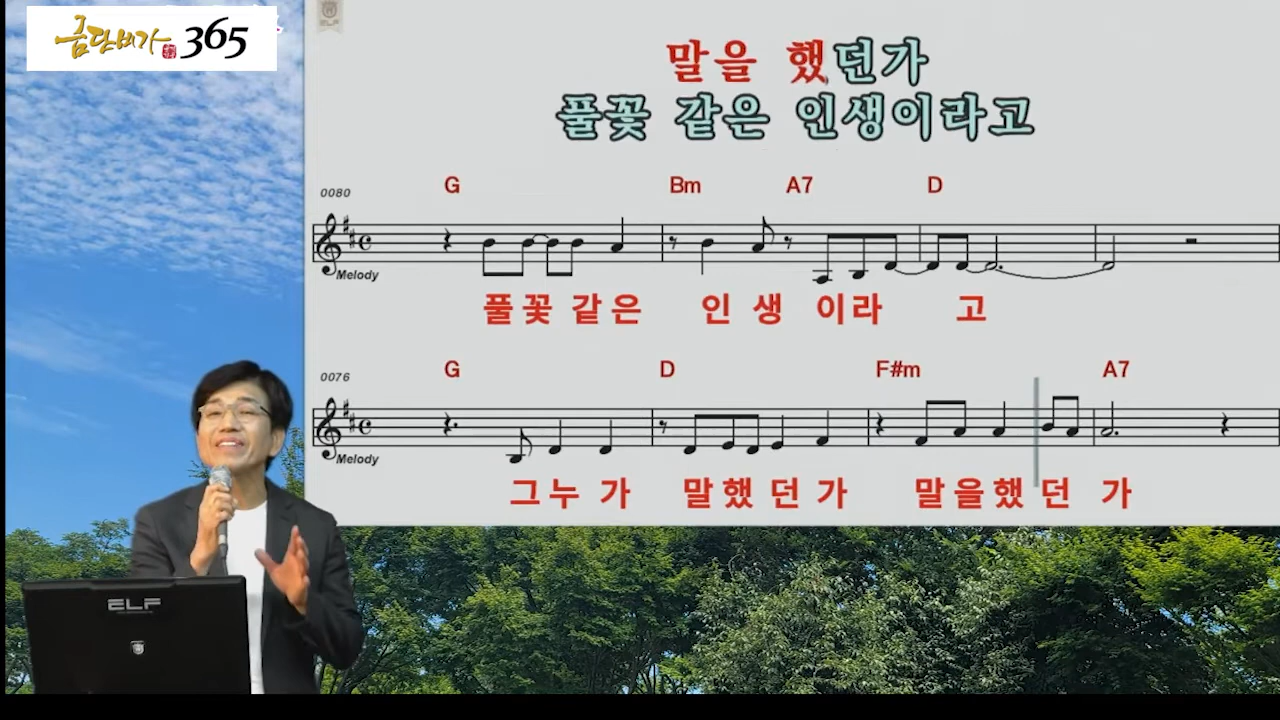 금단비가 365
ELF
말을 했던가
풀꽃 같은 인생이라고
0080
G Bm A7 D
Melody
풀꽃 같은 인 생 이라 고
0076
G D F#m A7
Melody
그누 가 말했 던 가 말을했 던 가
ELF